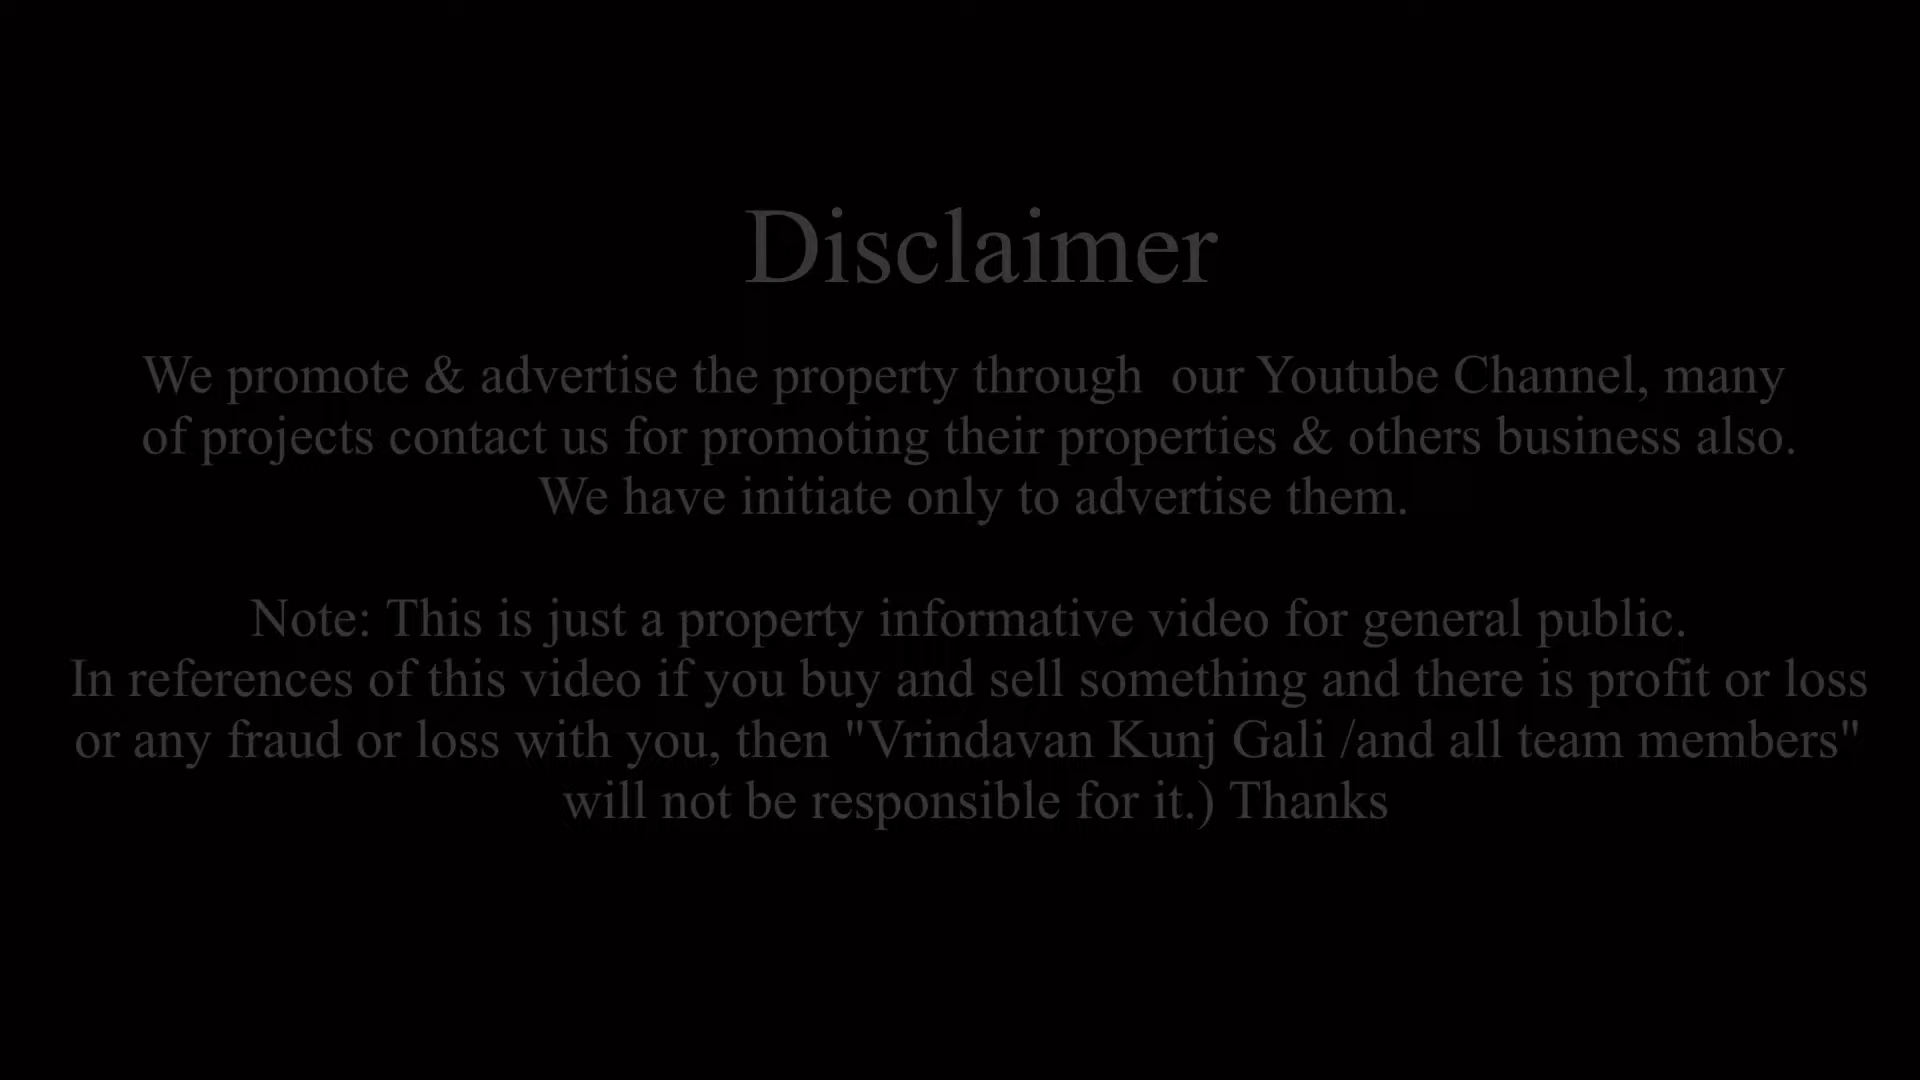 Disclaimer
We promote & advertise the property through  our Youtube Channel, many
of projects contact us for promoting their properties & others business also.
We have initiate only to advertise them.
Note: This is just a property informative video for general public.
In references of this video if you buy and sell something and there is profit or loss
or any fraud or loss with you, then "Vrindavan Kunj Gali /and all team members"
will not be responsible for it.) Thanks